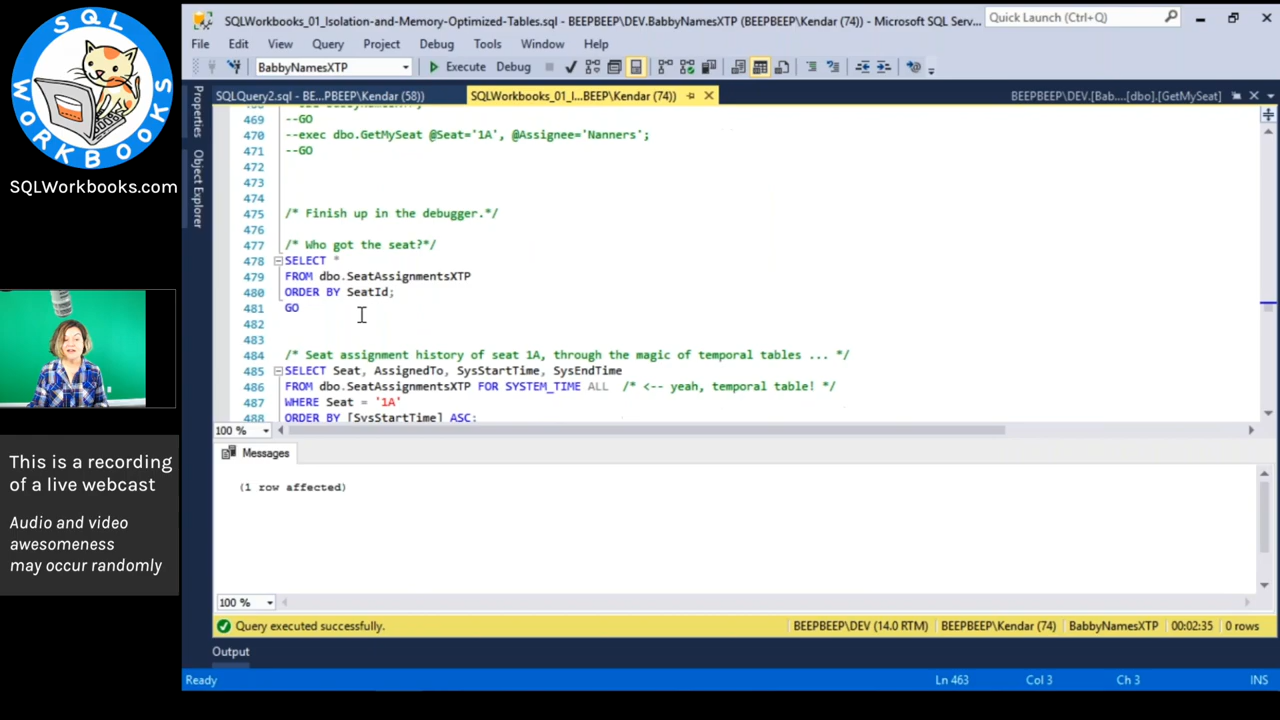 SQL
WORKBOOKS
SQLWorkbooks.com
This is a recording
of a live webcast
Audio and video
awesomeness
may occur randomly
SQLWorkbooks_01_Isolation-and-Memory-Optimized-Tables.sql - BEEPBEEP\DEV.BabbyNamesXTP (BEEPBEEP\Kendar (74)) - Microsoft SQL Serv...
Quick Launch (Ctrl+Q)
File Edit View Query Project Debug Tools Window Help
BabbyNamesXTP Execute Debug
SQLQuery2.sql - BE...PBEEP\Kendar (58)) SQLWorkbooks_01_I...BEEP\Kendar (74)) BEEPBEEP\DEV.[Bab....[dbo].[GetMySeat]
Properties
Object Explorer
469 --GO
470 --exec dbo.GetMySeat @Seat='1A', @Assignee='Nanners';
471 --GO
472
473
474
475 /* Finish up in the debugger.*/
476
477 /* Who got the seat?*/
478 SELECT *
479 FROM dbo.SeatAssignmentsXTP
480 ORDER BY SeatId;
481 GO
482
483
484 /* Seat assignment history of seat 1A, through the magic of temporal tables ... */
485 SELECT Seat, AssignedTo, SysStartTime, SysEndTime
486 FROM dbo.SeatAssignmentsXTP FOR SYSTEM_TIME ALL /* <-- yeah, temporal table! */
487 WHERE Seat = '1A'
488 ORDER BY [SysStartTime] ASC;
100 %
Messages
(1 row affected)
100 %
Query executed successfully. BEEPBEEP\DEV (14.0 RTM) BEEPBEEP\Kendar (74) BabbyNamesXTP 00:02:35 0 rows
Output
Ready Ln 463 Col 3 Ch 3 INS